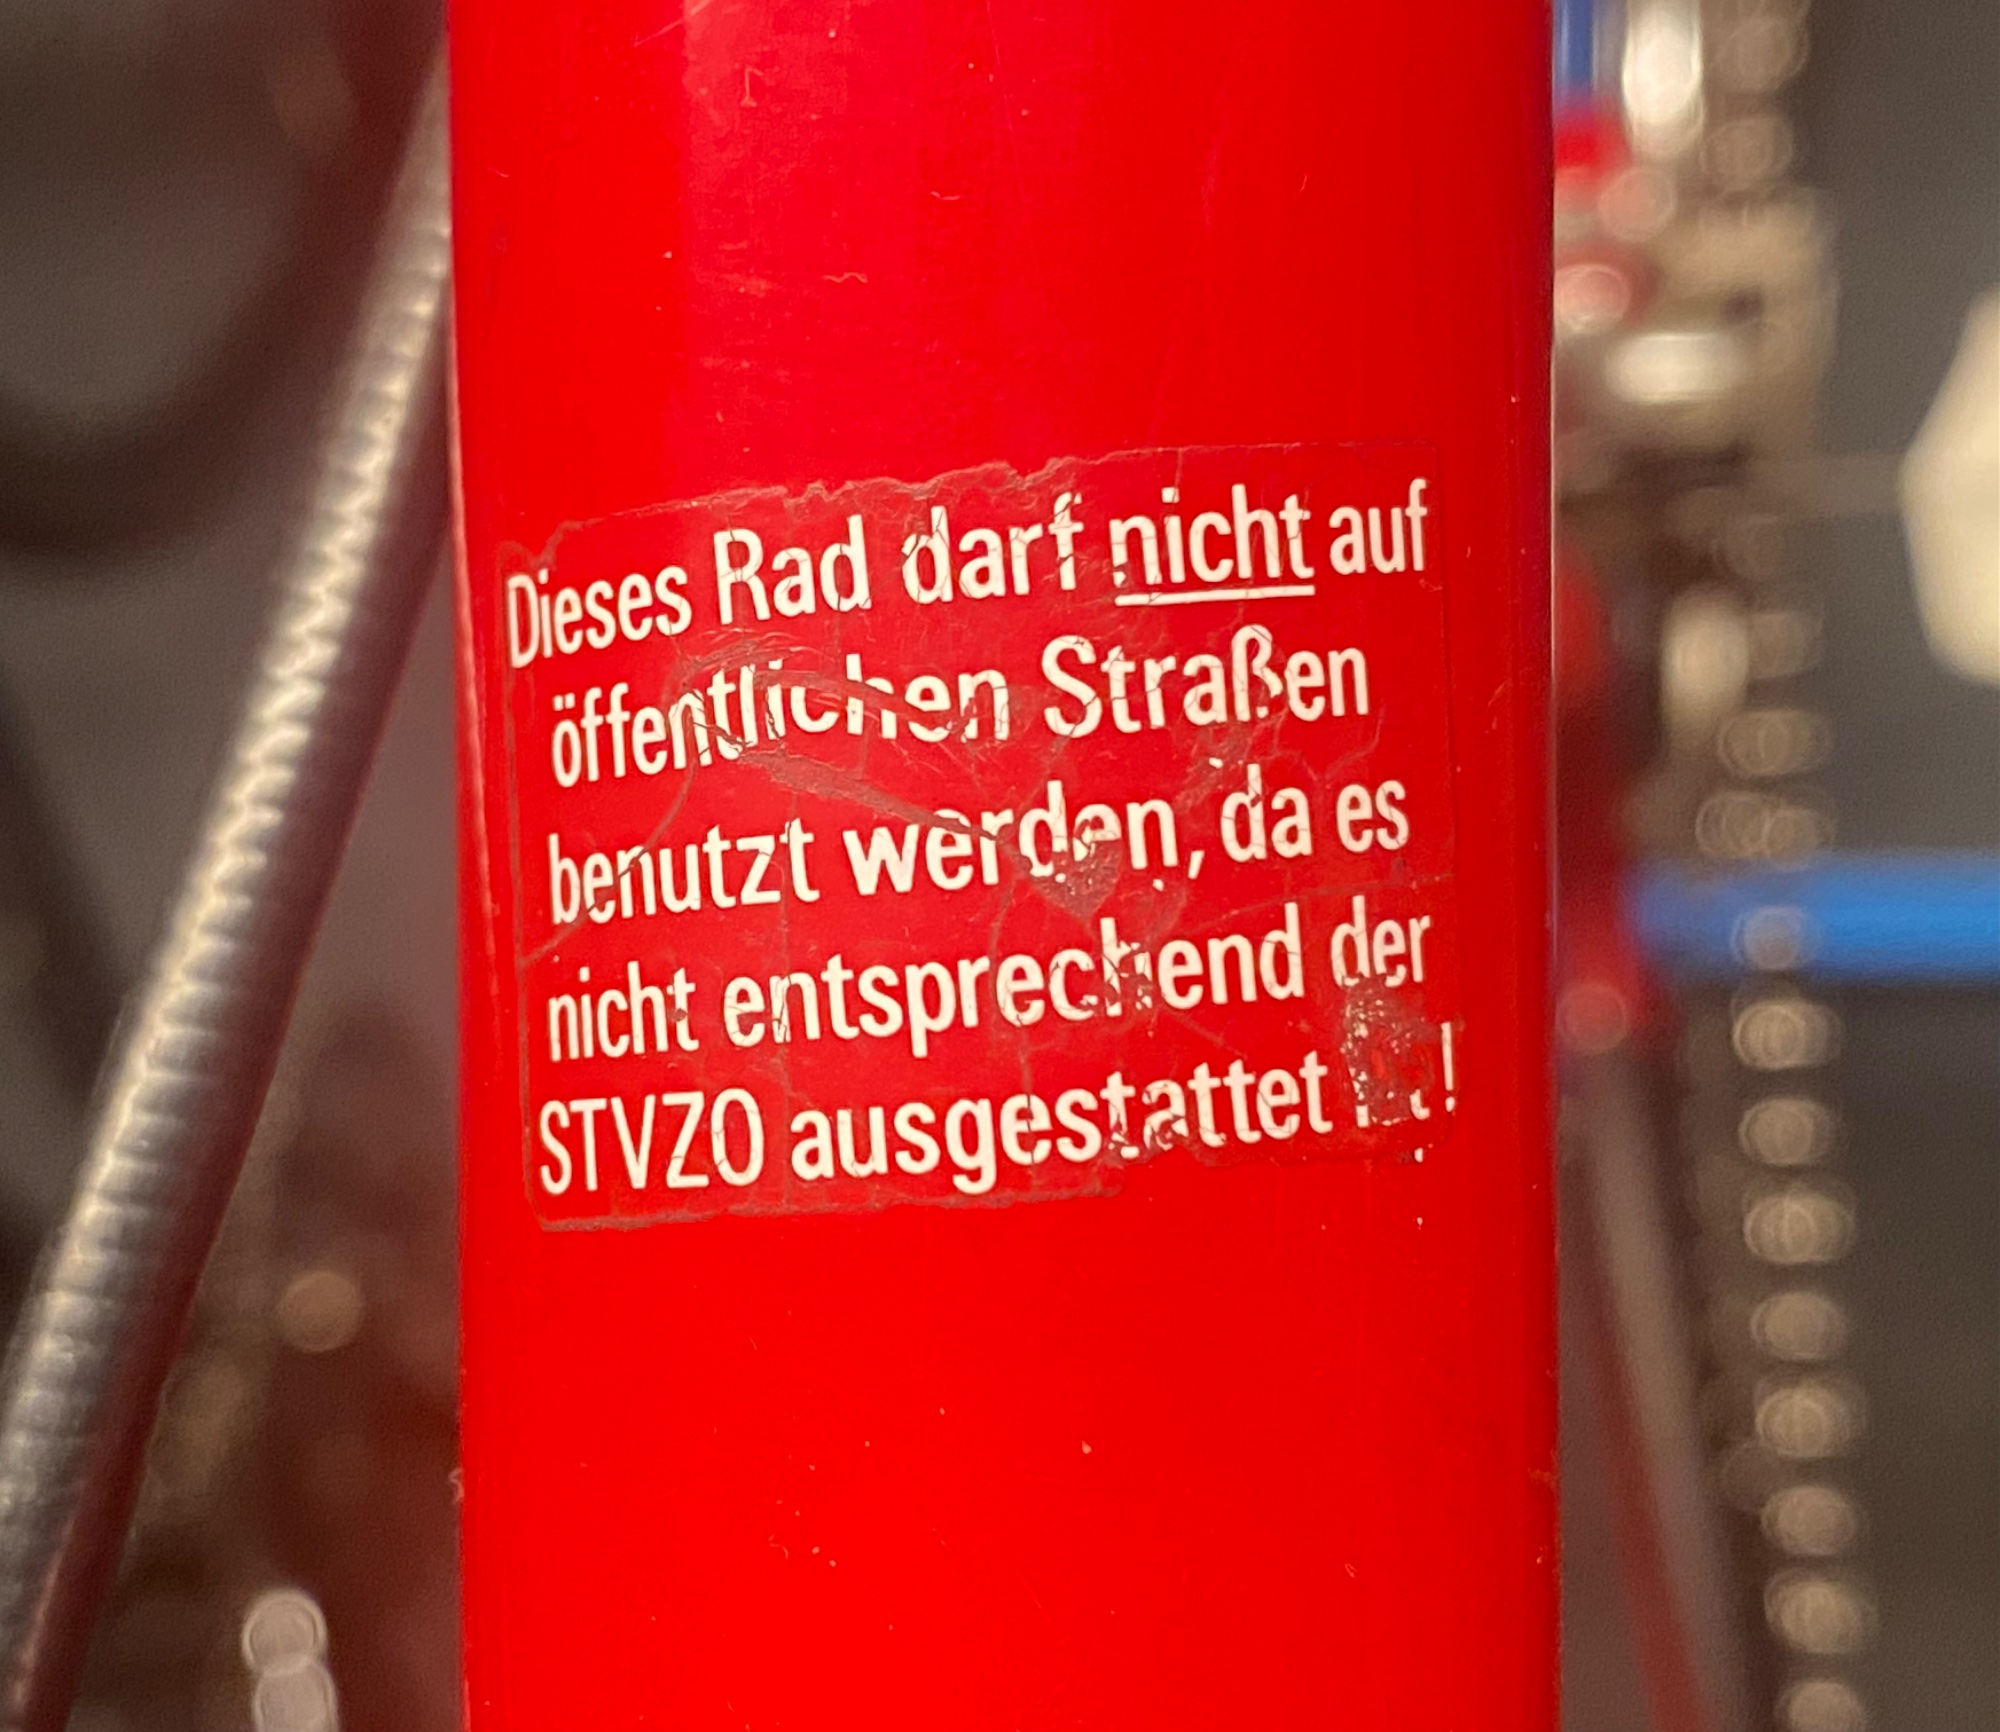 Dieses Rad darf nicht auf
öffentlichen Straßen
benutzt werden, da es
nicht entsprechend der
STVZO ausgestattet !